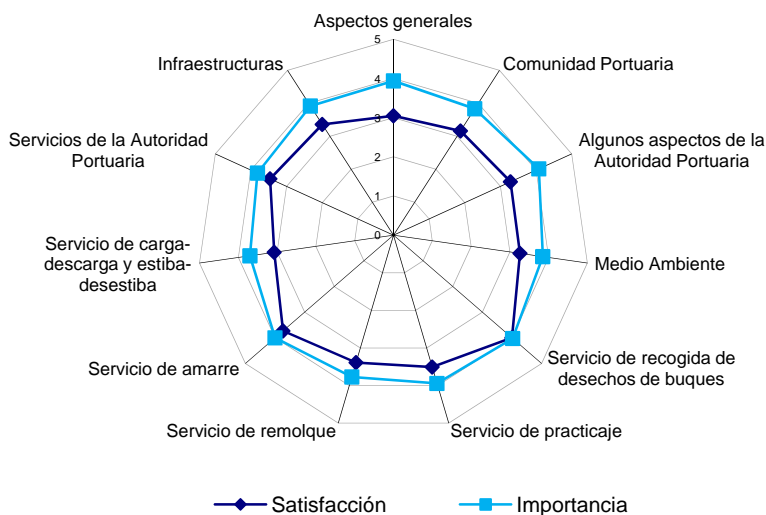 Aspectos generales
5
4
3
2
1
0
Comunidad Portuaria
Algunos aspectos de la
Autoridad Portuaria
Medio Ambiente
Servicio de recogida de
desechos de buques
Servicio de practicaje
Servicio de remolque
Servicio de amarre
Servicio de carga-
descarga y estiba-
desestiba
Servicios de la Autoridad
Portuaria
Infraestructuras
Satisfacción
Importancia